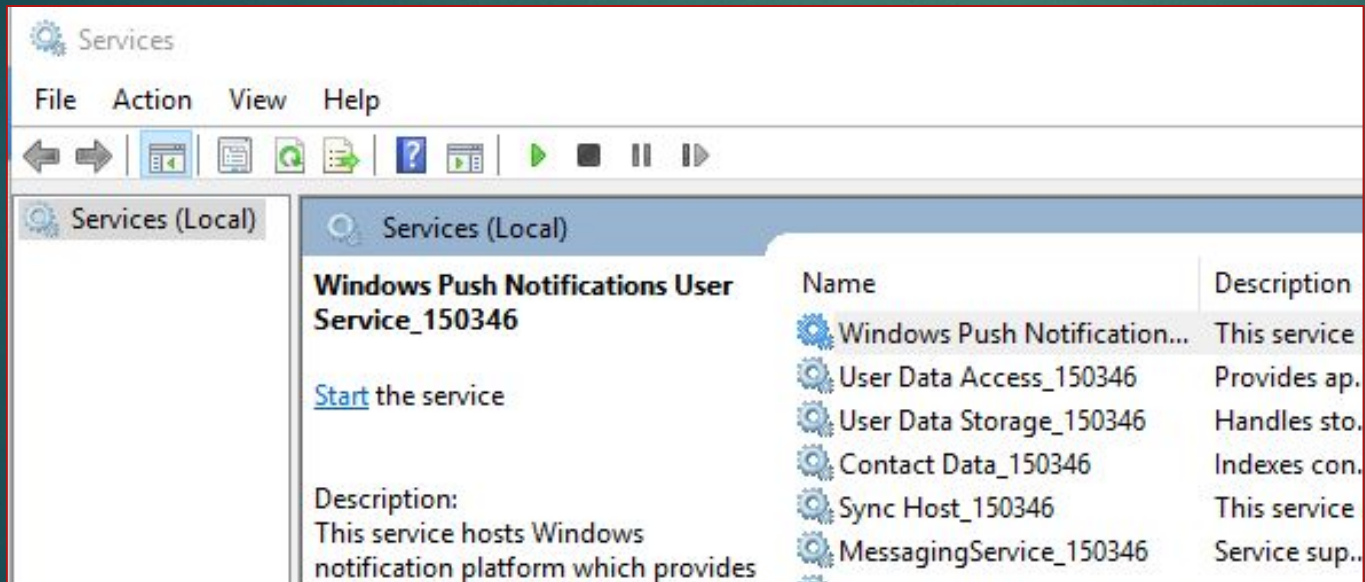 Services
File Action View Help
Services (Local)
Services (Local)
Windows Push Notifications User
Service_150346
Start the service
Description:
This service hosts Windows
notification platform which provides
Name Description
Windows Push Notification... This service
User Data Access_150346 Provides ap.
User Data Storage_150346 Handles sto.
Contact Data_150346 Indexes con.
Sync Host_150346 This service
MessagingService_150346 Service sup..